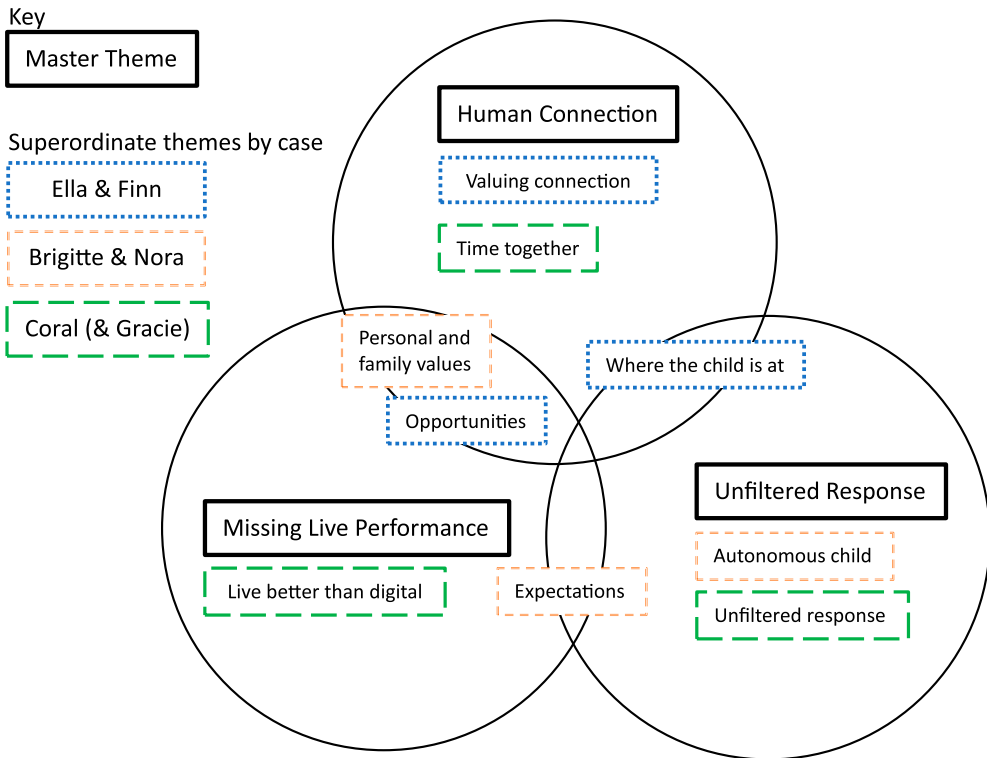 Key
Master Theme
Superordinate themes by case
Ella & Finn
Brigitte & Nora
Coral (& Gracie)
Human Connection
Valuing connection
Time together
Personal and
family values
Where the child is at
Opportunities
Missing Live Performance
Live better than digital
Expectations
Unfiltered Response
Autonomous child
Unfiltered response